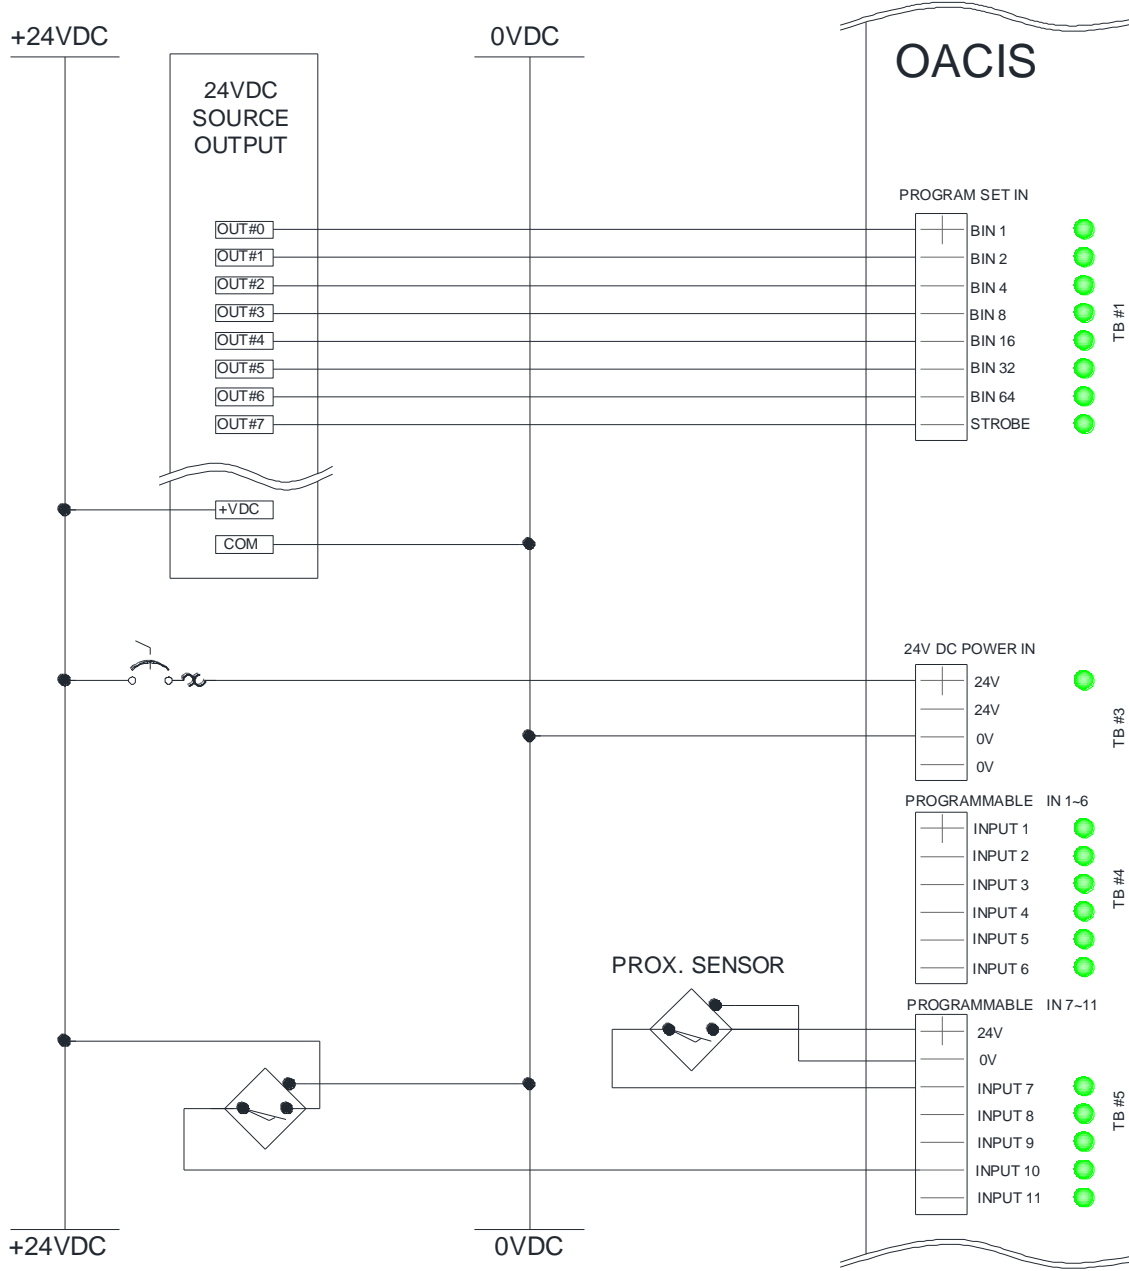 +24VDC
0VDC
OACIS
24VDC
SOURCE
OUTPUT
PROGRAM SET IN
OUT#0
BIN 1
OUT#1
BIN 2
OUT#2
BIN 4
OUT#3
BIN 8
OUT#4
BIN 16
OUT#5
BIN 32
OUT#6
BIN 64
OUT#7
STROBE
TB #1
+VDC
COM
24V DC POWER IN
24V
24V
0V
0V
TB #3
PROGRAMMABLE IN 1~6
INPUT 1
INPUT 2
INPUT 3
INPUT 4
INPUT 5
INPUT 6
TB #4
PROX. SENSOR
PROGRAMMABLE IN 7~11
24V
0V
INPUT 7
INPUT 8
INPUT 9
INPUT 10
INPUT 11
TB #5
+24VDC
0VDC